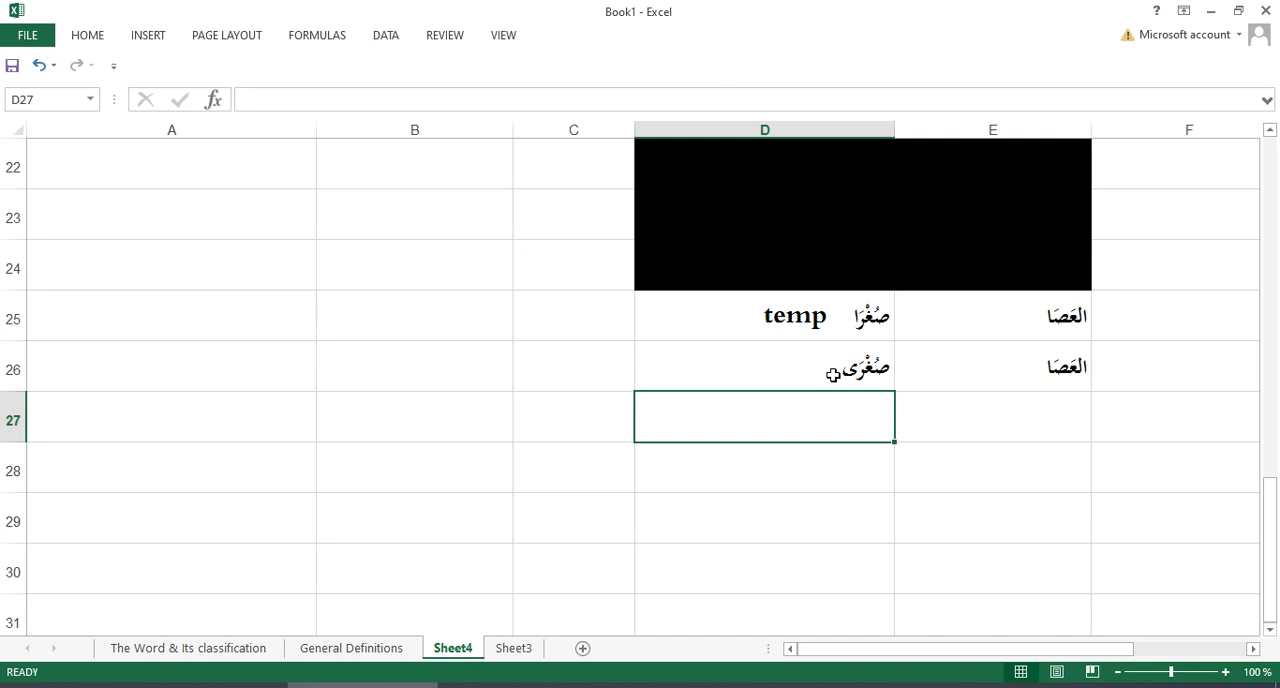 Book1 - Excel
?
FILE HOME INSERT PAGE LAYOUT FORMULAS DATA REVIEW VIEW
Microsoft account
D27
fx
A B C D E F
22
23
24
25 temp صُغْرَا العَصَا
26 صُغْرَى العَصَا
27
28
29
30
31
The Word & Its classification General Definitions Sheet4 Sheet3
READY 100 %